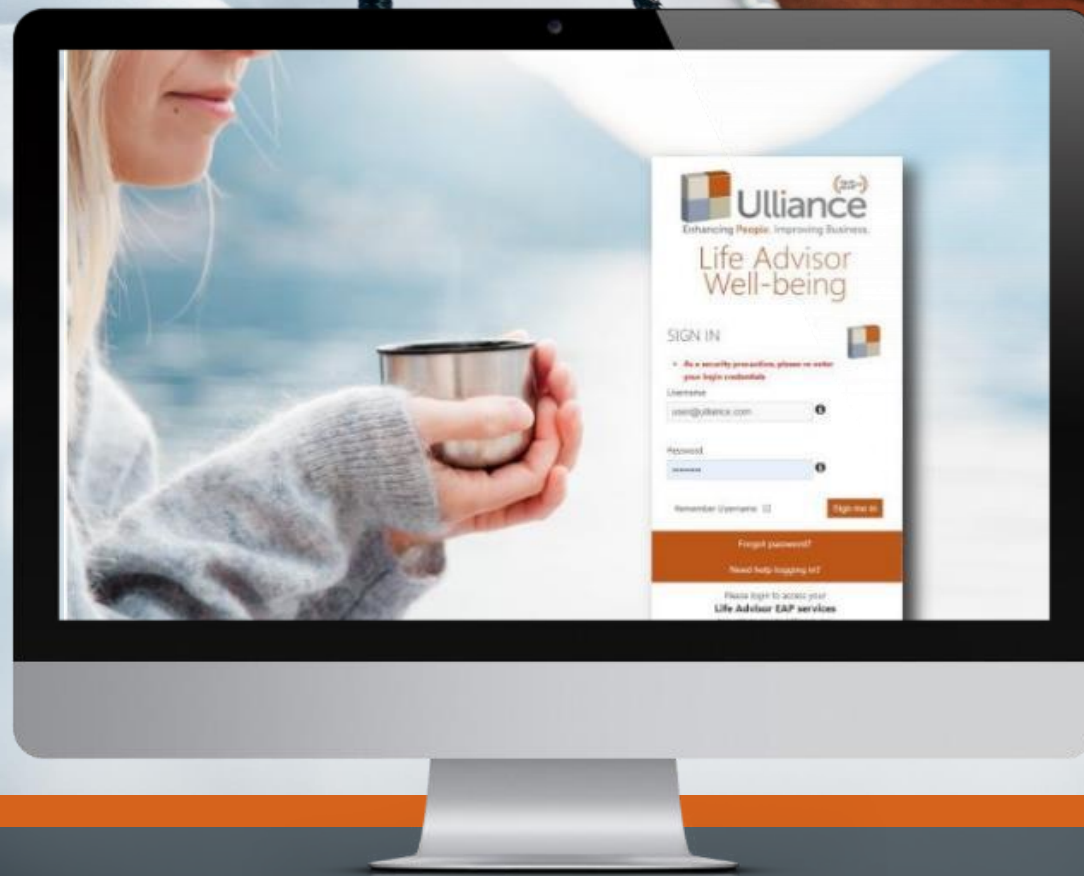 (25+)
Ulliance
Enhancing People. Improving Business.
Life Advisor
Well-being
SIGN IN
• As a security precaution, please re-enter
your login credentials
Username
user@ulliance.com
Password
Remember Username
Sign me in
Forgot password?
Need help logging in?
Please login to access your
Life Advisor EAP services